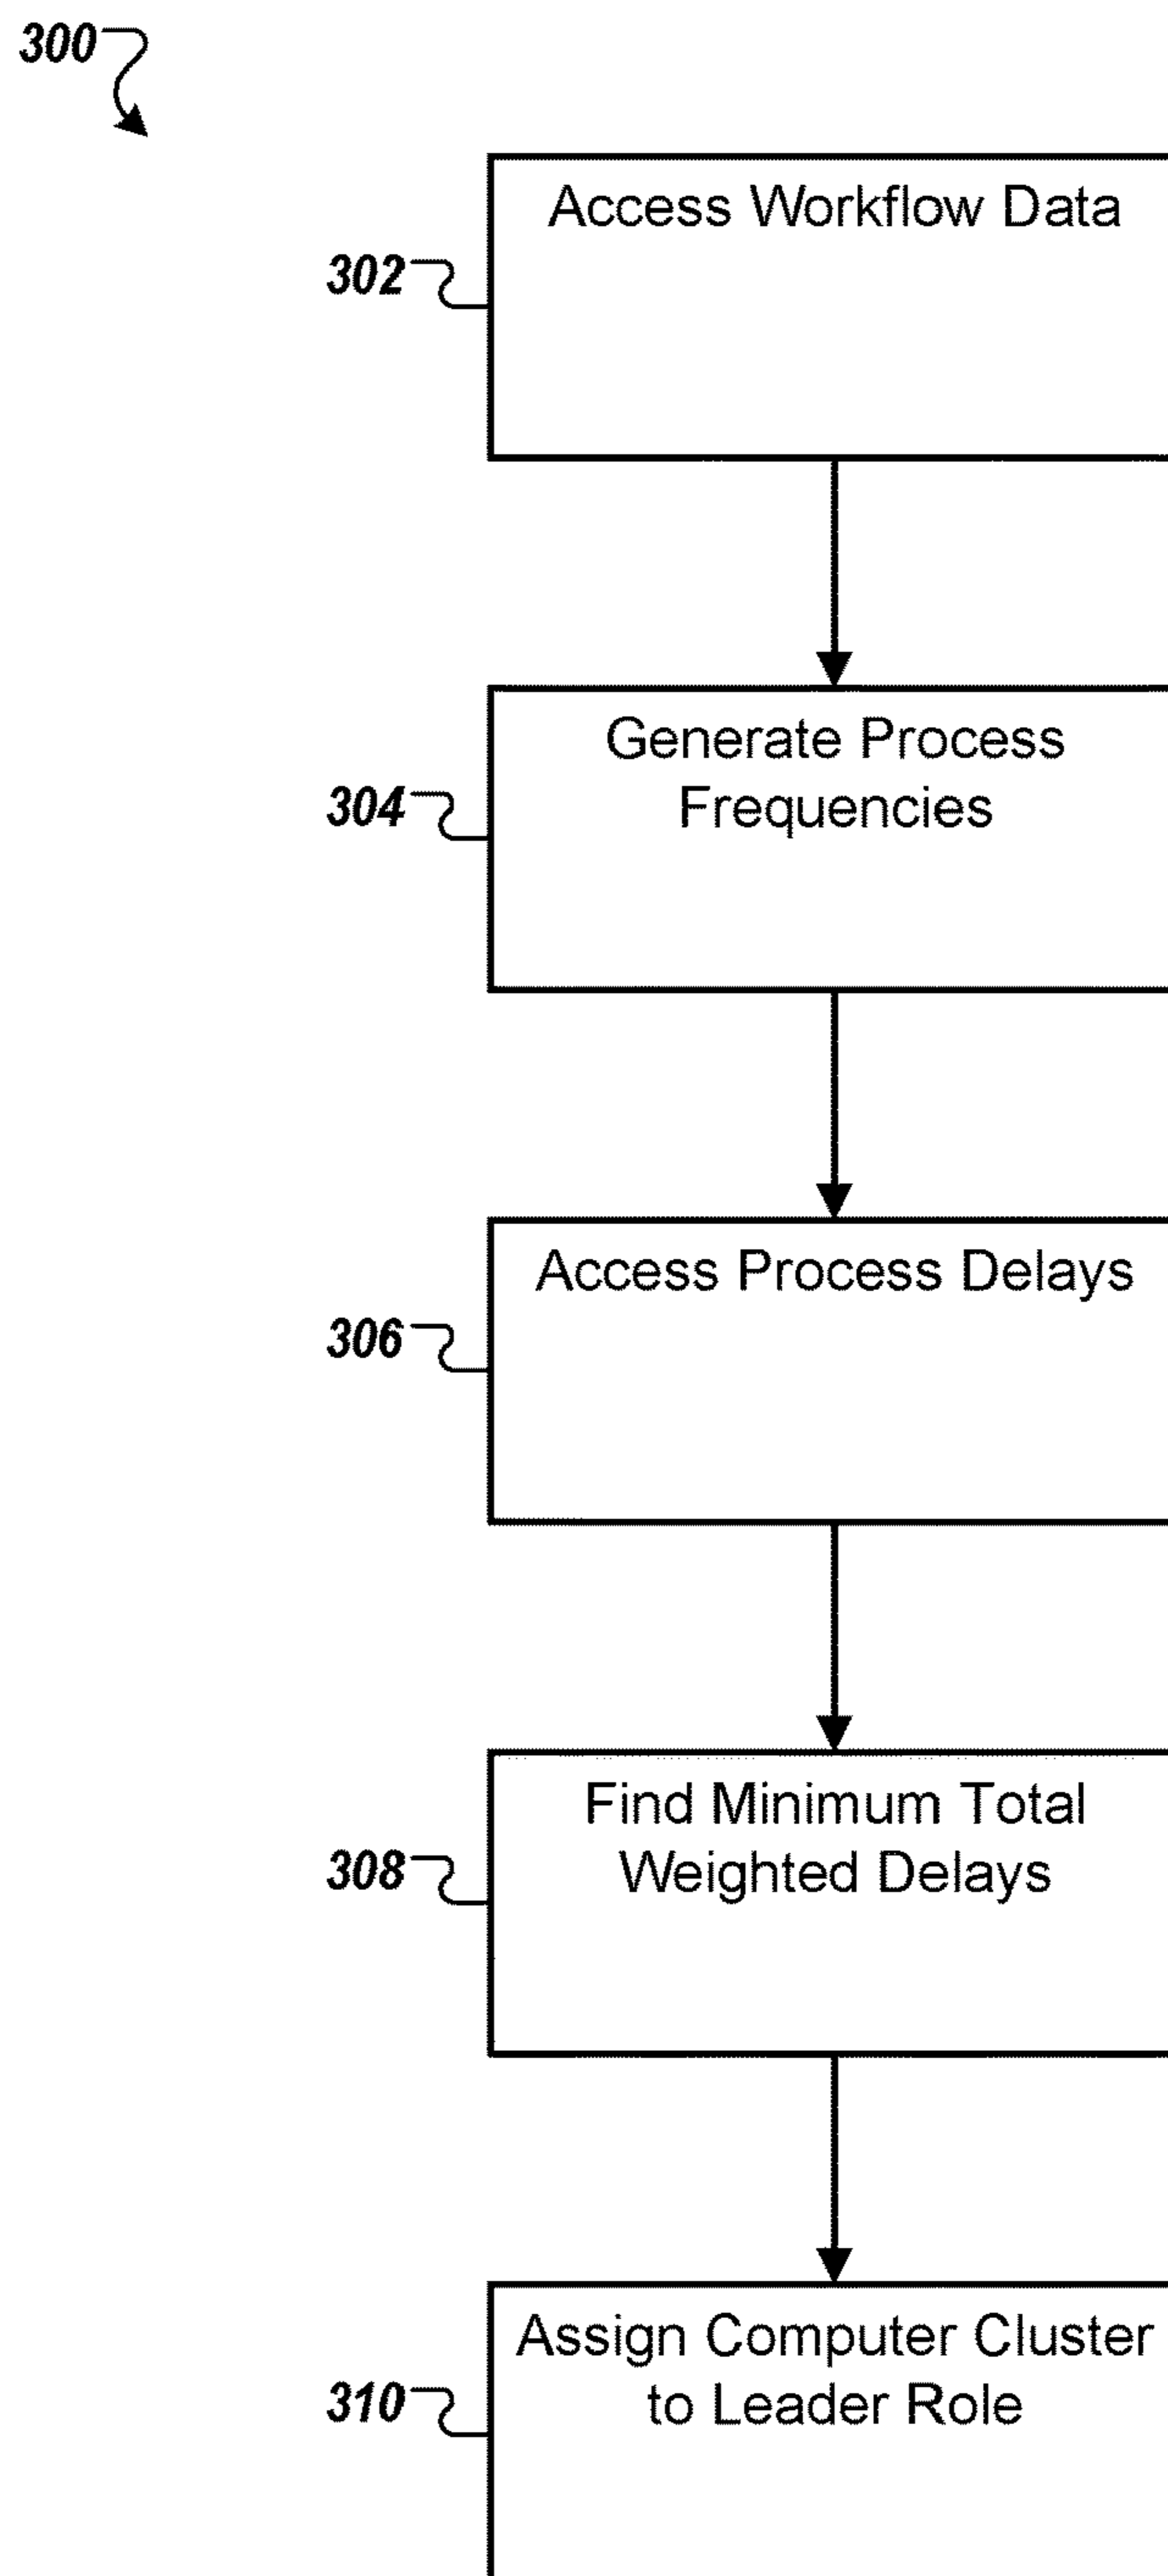 300
Access Workflow Data
302
Generate Process
Frequencies
304
Access Process Delays
306
Find Minimum Total
Weighted Delays
308
Assign Computer Cluster
to Leader Role
310